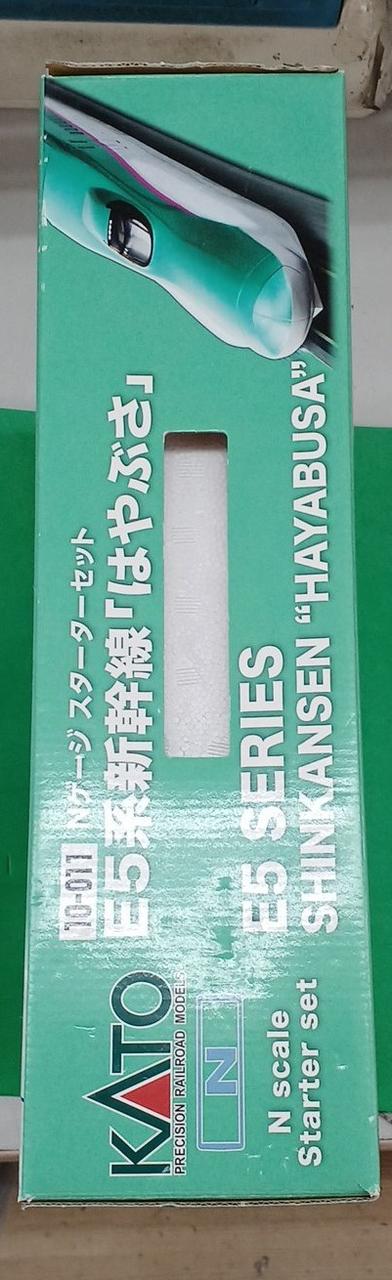 KATO
PRECISION RAILROAD MODELS
N
N scale
Starter set
10-011 Nゲージ スターターセット
E5系新幹線「はやぶさ」
E5 SERIES
SHINKANSEN “HAYABUSA”